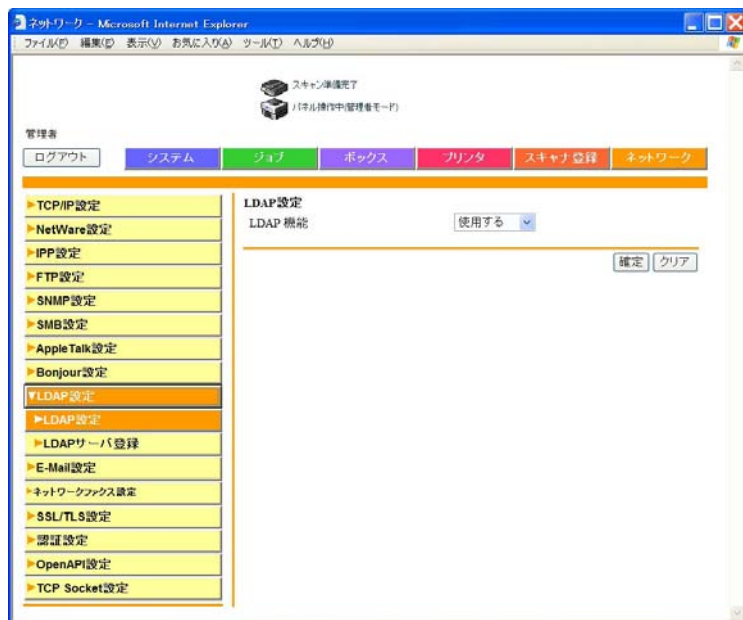 ネットワーク - Microsoft Internet Explorer
ファイル(F) 編集(E) 表示(V) お気に入り(A) ツール(T) ヘルプ(H)
スキャン準備完了
パネル操作中(管理者モード)
管理者
ログアウト システム ジョブ ボックス プリンタ スキャナ登録 ネットワーク
▶TCP/IP設定
▶NetWare設定
▶IPP設定
▶FTP設定
▶SNMP設定
▶SMB設定
▶AppleTalk設定
▶Bonjour設定
▼LDAP設定
▶LDAP設定
▶LDAPサーバ登録
▶E-Mail設定
▶ネットワークファクス設定
▶SSL/TLS設定
▶認証設定
▶OpenAPI設定
▶TCP Socket設定
LDAP設定
LDAP 機能 使用する
確定 クリア